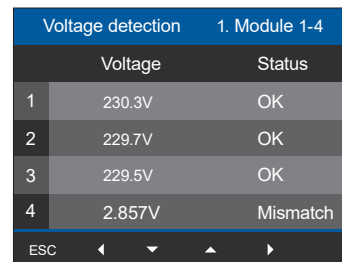 Voltage detection 1. Module 1-4
Voltage Status
1 230.3V OK
2 229.7V OK
3 229.5V OK
4 2.857V Mismatch
ESC